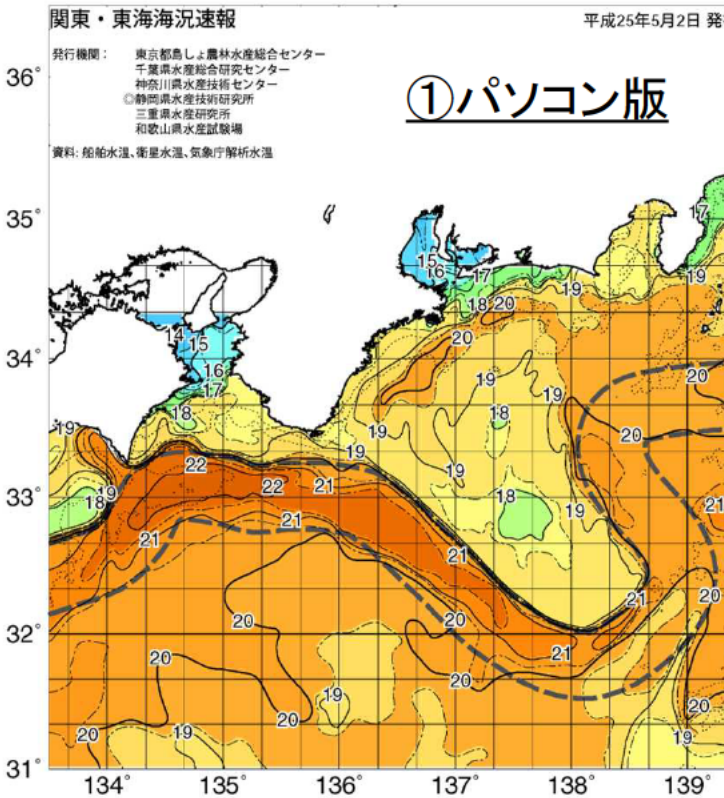 関東・東海海況速報
平成25年5月2日 発
発行機関： 東京都島しょ農林水産総合センター
千葉県水産総合研究センター
神奈川県水産技術センター
◎静岡県水産技術研究所
三重県水産研究所
和歌山県水産試験場
資料: 船舶水温、衛星水温、気象庁解析水温
①パソコン版
36°
35°
34°
33°
32°
31°
134° 135° 136° 137° 138° 139°
17
15
16 17 19 19
18 20
14 15 20
16 20
17 19 19
18
19 19 20
19
22 19
19 22 21 18
18 21 19 21
21 21
21 20
20 20
20 21
19 20
20
20 19 19